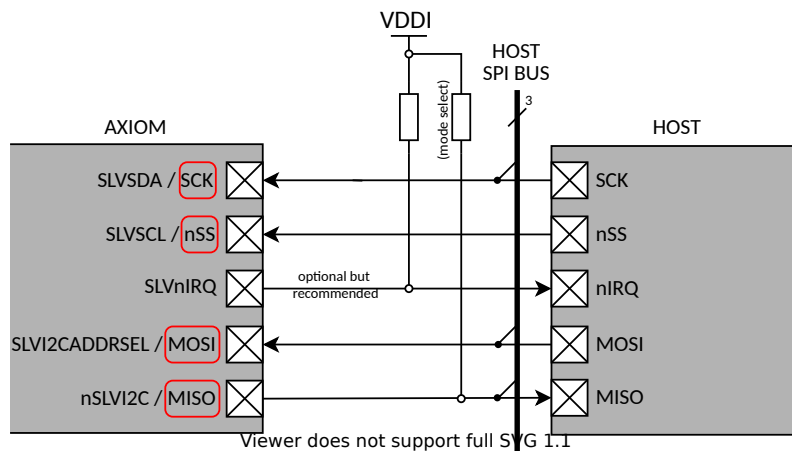 VDDI
HOST
SPI BUS
3
(mode select)
AXIOM
HOST
SLVSDA / SCK
SCK
SLVSCL / nSS
nSS
SLVnIRQ
optional but
recommended
nIRQ
SLVI2CADDRSEL / MOSI
MOSI
nSLVI2C / MISO
MISO
Viewer does not support full SVG 1.1